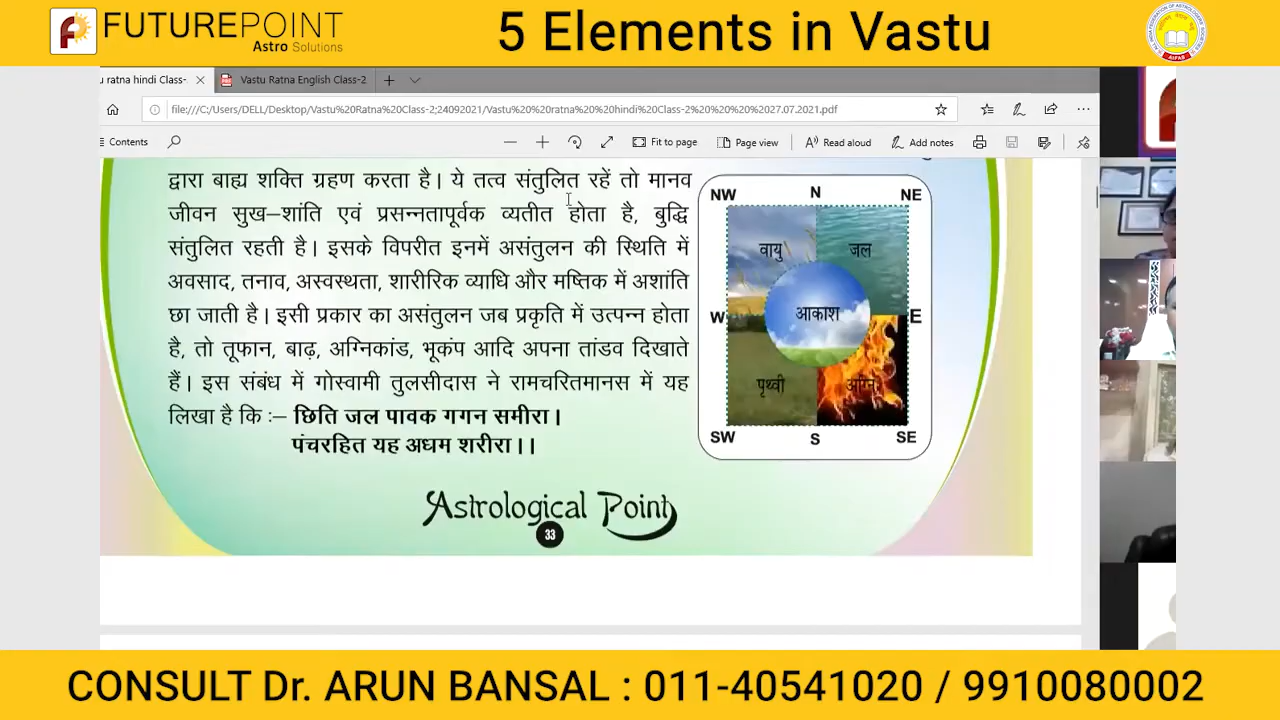 FUTUREPOINT
Astro Solutions
5 Elements in Vastu
AIFAS
u ratna hindi Class-
Vastu Ratna English Class-2
file:///C:/Users/DELL/Desktop/Vastu%20Ratna%20Class-2;24092021/Vastu%20%20ratna%20%20hindi%20Class-2%20%20%20%2027.07.2021.pdf
Contents
Fit to page
Page view
Read aloud
Add notes
द्वारा बाह्य शक्ति ग्रहण करता है। ये तत्व संतुलित रहें तो मानव
जीवन सुख–शांति एवं प्रसन्नतापूर्वक व्यतीत होता है, बुद्धि
संतुलित रहती है। इसके विपरीत इनमें असंतुलन की स्थिति में
अवसाद, तनाव, अस्वस्थता, शारीरिक व्याधि और मष्तिक में अशांति
छा जाती है। इसी प्रकार का असंतुलन जब प्रकृति में उत्पन्न होता
है, तो तूफान, बाढ़, अग्निकांड, भूकंप आदि अपना तांडव दिखाते
हैं। इस संबंध में गोस्वामी तुलसीदास ने रामचरितमानस में यह
लिखा है कि :– छिति जल पावक गगन समीरा।
पंचरहित यह अधम शरीरा।।
NW N NE
वायु जल
W आकाश E
पृथ्वी अग्नि
SW S SE
Astrological Point
33
CONSULT Dr. ARUN BANSAL : 011-40541020 / 9910080002